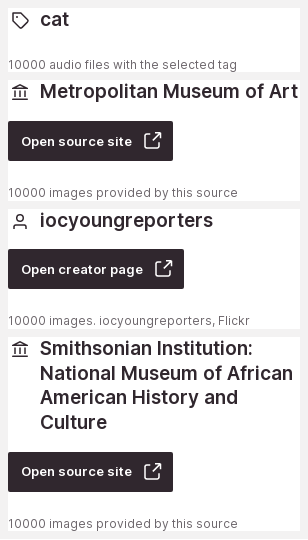 cat
10000 audio files with the selected tag
Metropolitan Museum of Art
Open source site
10000 images provided by this source
iocyoungreporters
Open creator page
10000 images. iocyoungreporters, Flickr
Smithsonian Institution:
National Museum of African
American History and
Culture
Open source site
10000 images provided by this source